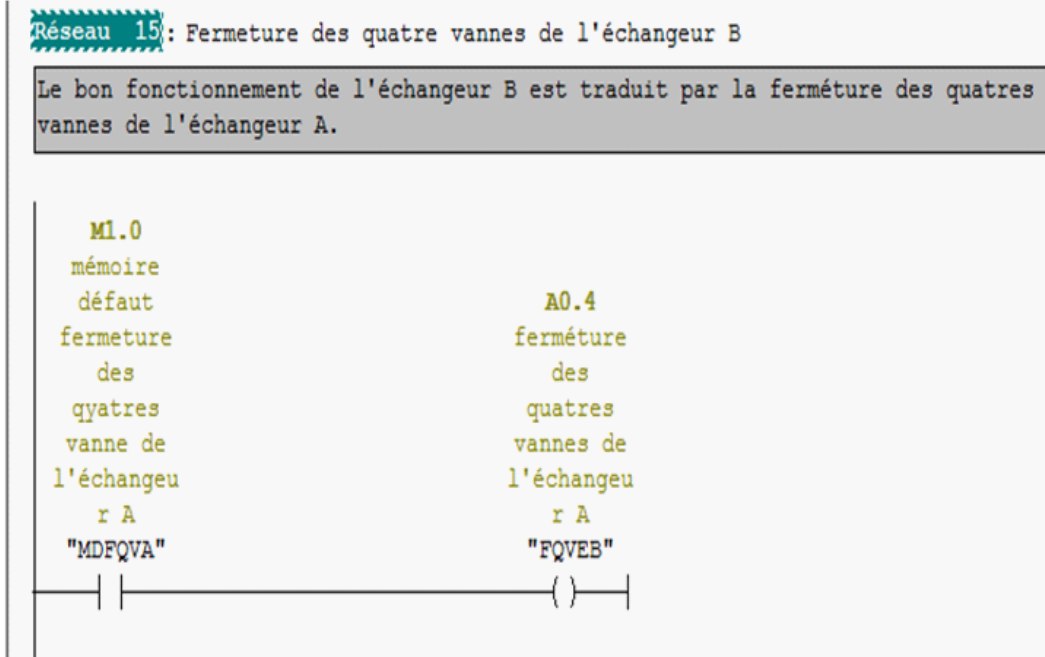 Réseau 15: Fermeture des quatre vannes de l'échangeur B
Le bon fonctionnement de l'échangeur B est traduit par la ferméture des quatres
vannes de l'échangeur A.
M1.0
mémoire
défaut
fermeture
des
qyatres
vanne de
l'échangeu
r A
"MDFQVA"
A0.4
ferméture
des
quatres
vannes de
l'échangeu
r A
"FQVEB"